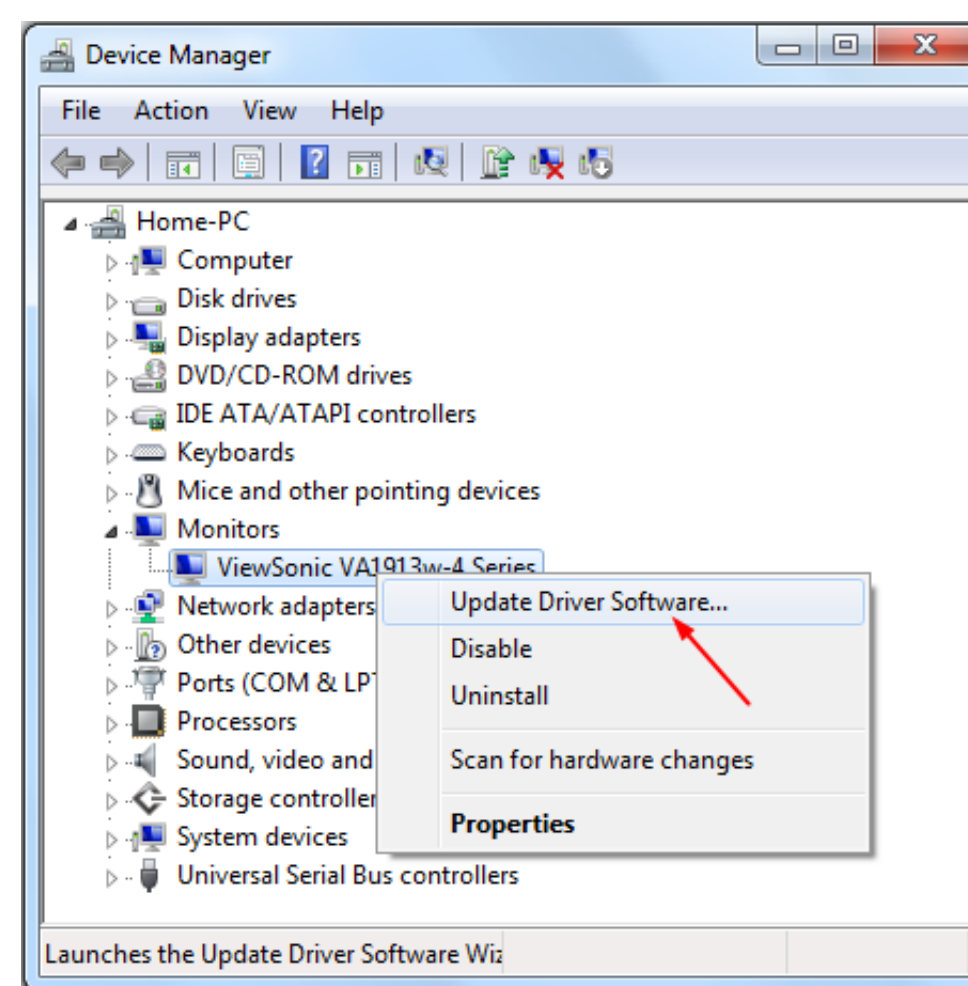 Device Manager
File Action View Help
Home-PC
Computer
Disk drives
Display adapters
DVD/CD-ROM drives
IDE ATA/ATAPI controllers
Keyboards
Mice and other pointing devices
Monitors
ViewSonic VA1913w-4 Series
Network adapters
Update Driver Software...
Other devices
Disable
Ports (COM & LPT
Uninstall
Processors
Sound, video and
Scan for hardware changes
Storage controller
Properties
System devices
Universal Serial Bus controllers
Launches the Update Driver Software Wiz